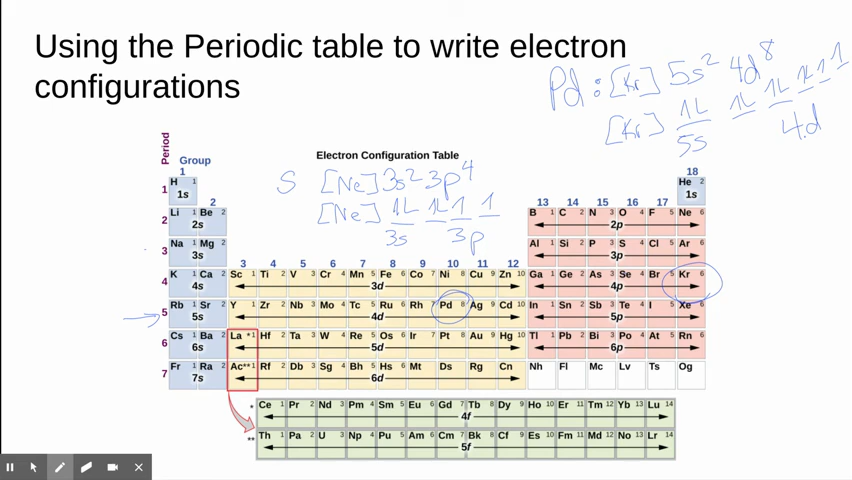 Using the Periodic table to write electron
configurations
Pd : [Kr] 5s² 4d⁸
[Kr] 1L 1L 1L 1L 1 1
5s 4d
Electron Configuration Table
S [Ne] 3s² 3p⁴
[Ne] 1L 1L 1 1
3s 3p
Period
Group
1 2 3 4 5 6 7 8 9 10 11 12 13 14 15 16 17 18
1 H 1 He 2
1s 1s
2 Li 1 Be 2 B 1 C 2 N 3 O 4 F 5 Ne 6
2s 2p
3 Na 1 Mg 2 Al 1 Si 2 P 3 S 4 Cl 5 Ar 6
3s 3p
4 K 1 Ca 2 Sc 1 Ti 2 V 3 Cr 4 Mn 5 Fe 6 Co 7 Ni 8 Cu 9 Zn 10 Ga 1 Ge 2 As 3 Se 4 Br 5 Kr 6
4s 3d 4p
5 Rb 1 Sr 2 Y 1 Zr 2 Nb 3 Mo 4 Tc 5 Ru 6 Rh 7 Pd 8 Ag 9 Cd 10 In 1 Sn 2 Sb 3 Te 4 I 5 Xe 6
5s 4d 5p
6 Cs 1 Ba 2 La *1 Hf 2 Ta 3 W 4 Re 5 Os 6 Ir 7 Pt 8 Au 9 Hg 10 Tl 1 Pb 2 Bi 3 Po 4 At 5 Rn 6
6s 5d 6p
7 Fr 1 Ra 2 Ac **1 Rf 2 Db 3 Sg 4 Bh 5 Hs 6 Mt 7 Ds 8 Rg 9 Cn 10 Nh Fl Mc Lv Ts Og
7s 6d
* Ce 1 Pr 2 Nd 3 Pm 4 Sm 5 Eu 6 Gd 7 Tb 8 Dy 9 Ho 10 Er 11 Tm 12 Yb 13 Lu 14
4f
** Th 1 Pa 2 U 3 Np 4 Pu 5 Am 6 Cm 7 Bk 8 Cf 9 Es 10 Fm 11 Md 12 No 13 Lr 14
5f